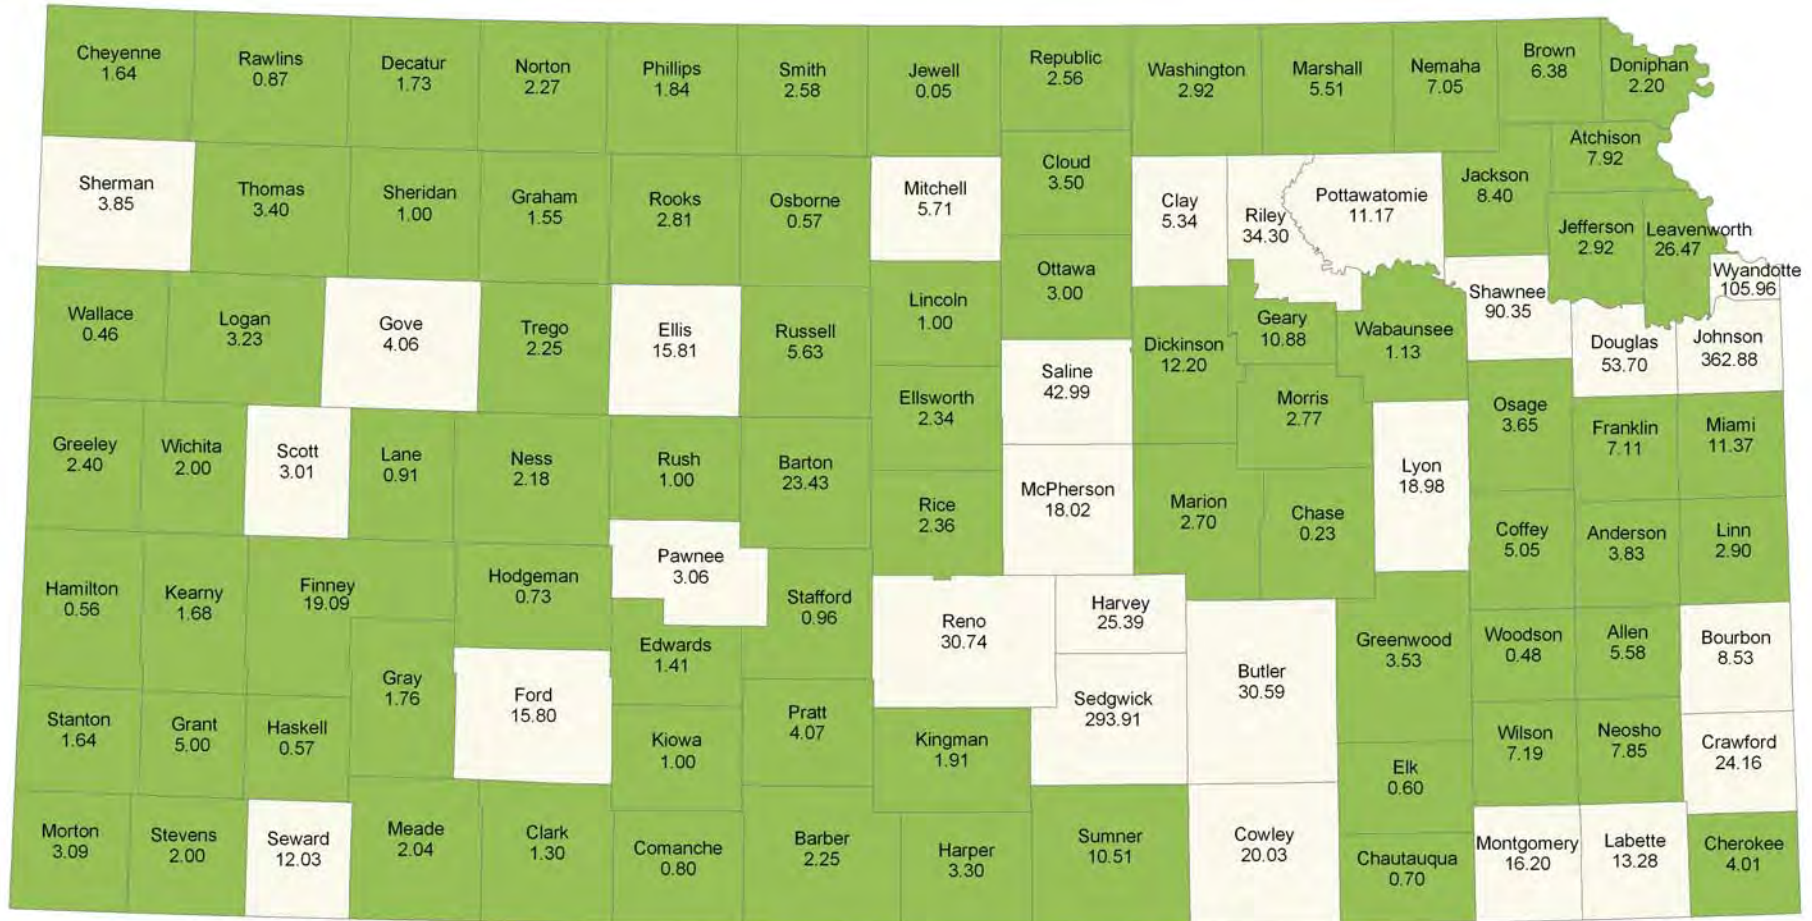 Cheyenne
1.64
Rawlins
0.87
Decatur
1.73
Norton
2.27
Phillips
1.84
Smith
2.58
Jewell
0.05
Republic
2.56
Washington
2.92
Marshall
5.51
Nemaha
7.05
Brown
6.38
Doniphan
2.20
Sherman
3.85
Thomas
3.40
Sheridan
1.00
Graham
1.55
Rooks
2.81
Osborne
0.57
Mitchell
5.71
Cloud
3.50
Clay
5.34
Riley
34.30
Pottawatomie
11.17
Jackson
8.40
Atchison
7.92
Jefferson
2.92
Leavenworth
26.47
Wyandotte
105.96
Wallace
0.46
Logan
3.23
Gove
4.06
Trego
2.25
Ellis
15.81
Russell
5.63
Lincoln
1.00
Ottawa
3.00
Saline
42.99
Dickinson
12.20
Geary
10.88
Wabaunsee
1.13
Shawnee
90.35
Douglas
53.70
Johnson
362.88
Ellsworth
2.34
Morris
2.77
Osage
3.65
Franklin
7.11
Miami
11.37
Greeley
2.40
Wichita
2.00
Scott
3.01
Lane
0.91
Ness
2.18
Rush
1.00
Barton
23.43
Rice
2.36
McPherson
18.02
Marion
2.70
Chase
0.23
Lyon
18.98
Coffey
5.05
Anderson
3.83
Linn
2.90
Hamilton
0.56
Kearny
1.68
Finney
19.09
Hodgeman
0.73
Pawnee
3.06
Stafford
0.96
Edwards
1.41
Reno
30.74
Harvey
25.39
Butler
30.59
Greenwood
3.53
Woodson
0.48
Allen
5.58
Bourbon
8.53
Gray
1.76
Ford
15.80
Sedgwick
293.91
Stanton
1.64
Grant
5.00
Haskell
0.57
Kiowa
1.00
Pratt
4.07
Kingman
1.91
Elk
0.60
Wilson
7.19
Neosho
7.85
Crawford
24.16
Morton
3.09
Stevens
2.00
Seward
12.03
Meade
2.04
Clark
1.30
Comanche
0.80
Barber
2.25
Harper
3.30
Sumner
10.51
Cowley
20.03
Chautauqua
0.70
Montgomery
16.20
Labette
13.28
Cherokee
4.01